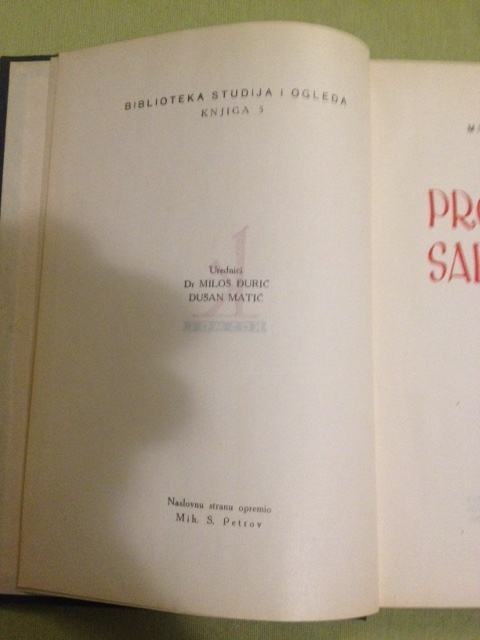 BIBLIOTEKA STUDIJA I OGLEDA
KNJIGA 5
Urednici
Dr MILOŠ ĐURIĆ
DUŠAN MATIĆ
Naslovnu stranu opremio
Mih. S. Petrov